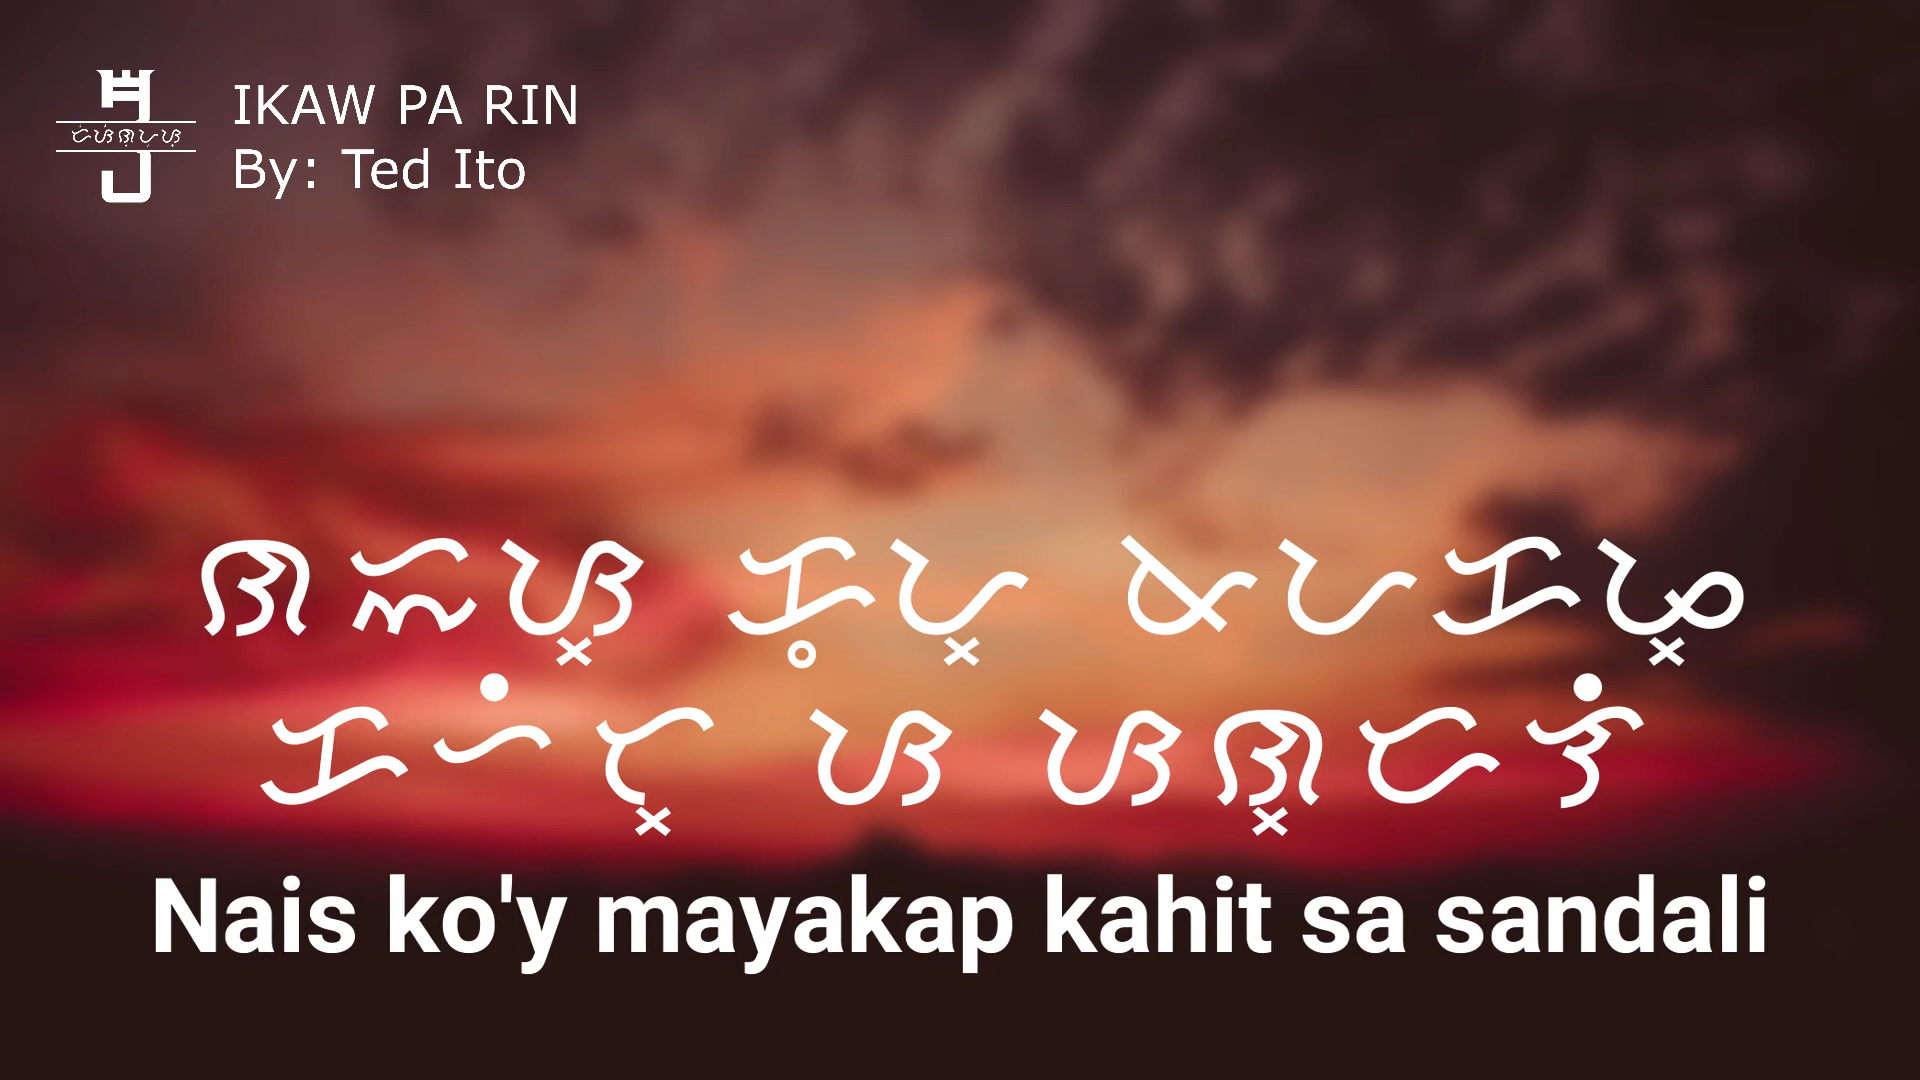 IKAW PA RIN
By: Ted Ito
ᜈᜁᜐ᜔ ᜃᜓᜌ᜔ ᜋᜌᜃᜉ᜔
ᜃᜑᜒᜆ᜔ ᜐ ᜐᜈ᜔ᜇᜎᜒ
Nais ko'y mayakap kahit sa sandali